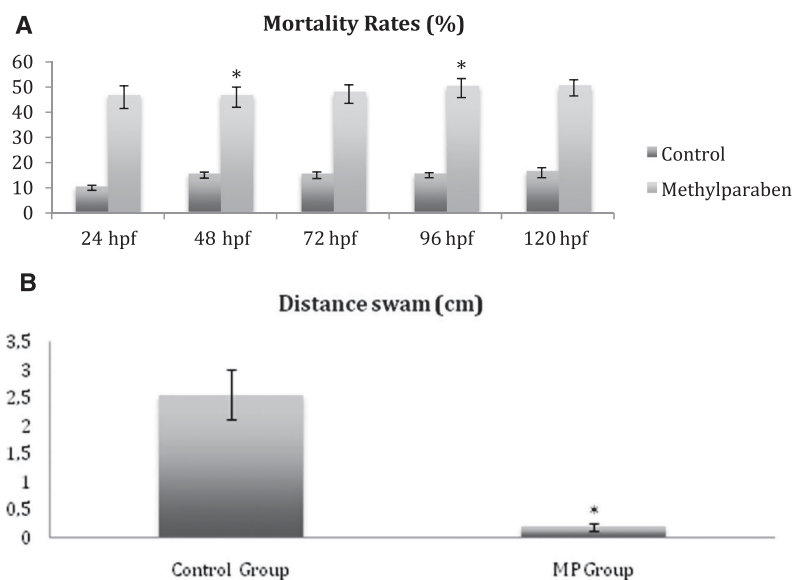 A
Mortality Rates (%)
60
50
40
30
20
10
0
*
*
24 hpf 48 hpf 72 hpf 96 hpf 120 hpf
Control
Methylparaben
B
Distance swam (cm)
3.5
3
2.5
2
1.5
1
0.5
0
*
Control Group MP Group